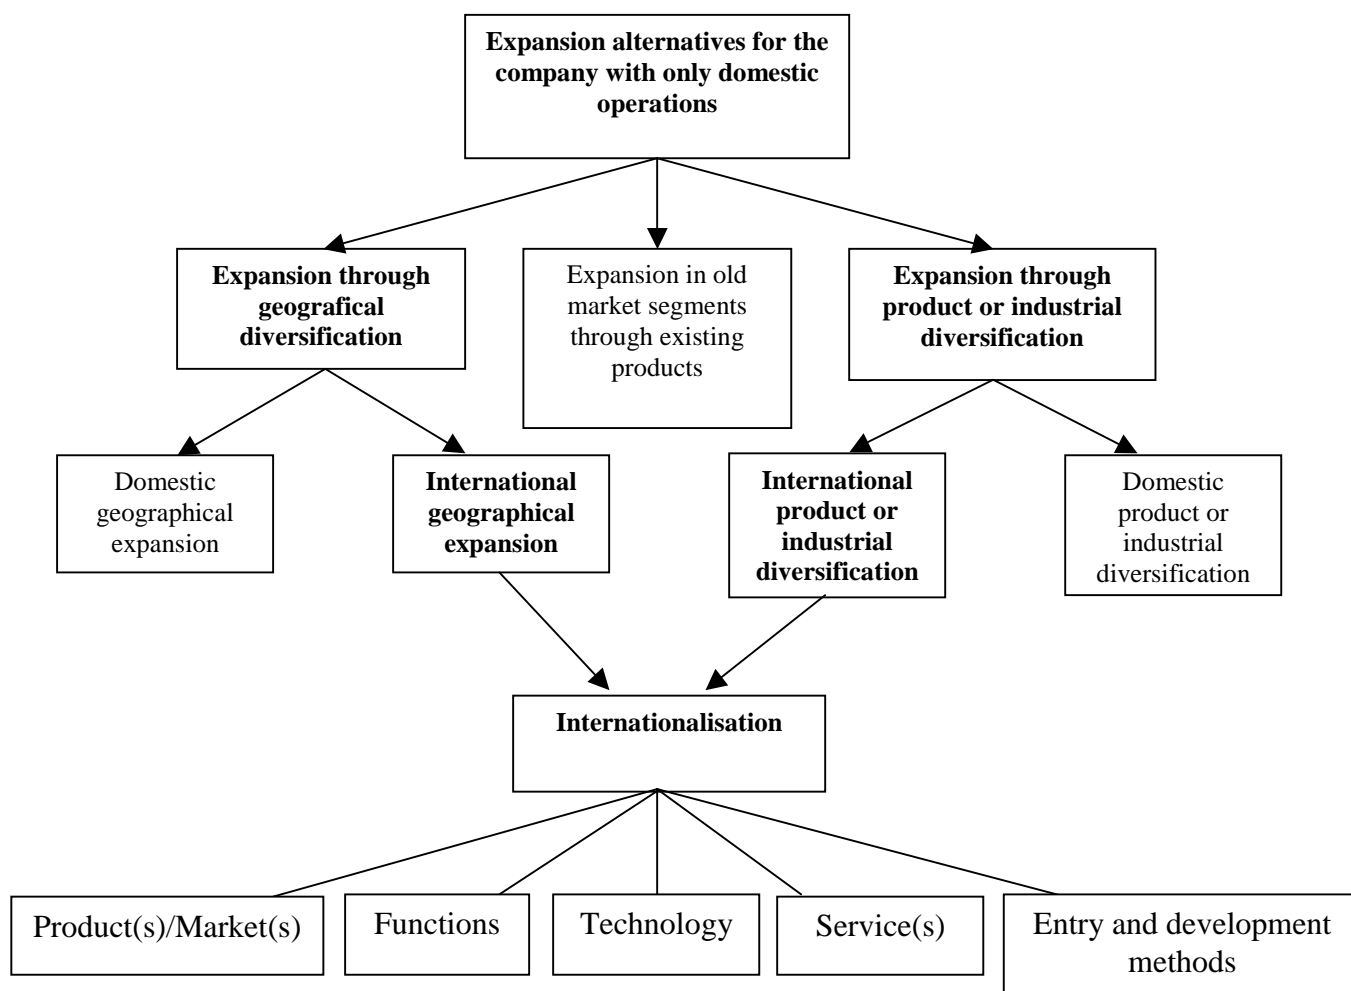 Expansion alternatives for the
company with only domestic
operations
Expansion through
geografical
diversification
Expansion in old
market segments
through existing
products
Expansion through
product or industrial
diversification
Domestic
geographical
expansion
International
geographical
expansion
International
product or
industrial
diversification
Domestic
product or
industrial
diversification
Internationalisation
Product(s)/Market(s)
Functions
Technology
Service(s)
Entry and development
methods